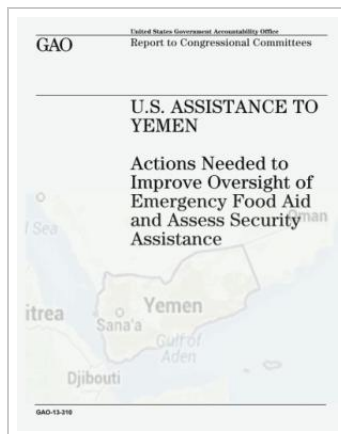 United States Government Accountability Office
GAO
Report to Congressional Committees
U.S. ASSISTANCE TO
YEMEN
Actions Needed to
Improve Oversight of
Emergency Food Aid
and Assess Security
Assistance
Oman
l Sea
itrea
Yemen
Sana'a
Gulf of
Aden
Djibouti
GAO-13-310